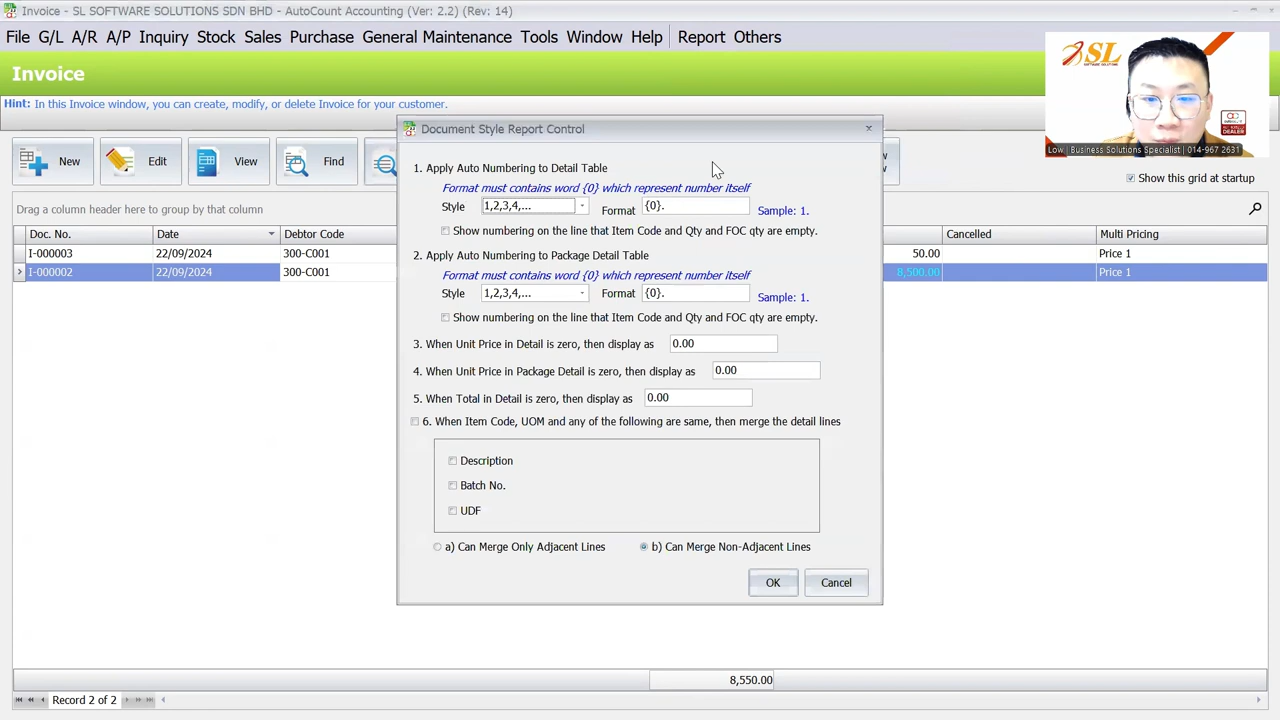 Invoice - SL SOFTWARE SOLUTIONS SDN BHD - AutoCount Accounting (Ver: 2.2) (Rev: 14)
File G/L A/R A/P Inquiry Stock Sales Purchase General Maintenance Tools Window Help Report Others
Invoice
SL
SOFTWARE SOLUTIONS
DEALER
Low | Business Solutions Specialist | 014-967 2631
Hint: In this Invoice window, you can create, modify, or delete Invoice for your customer.
New Edit View Find
Show this grid at startup
Drag a column header here to group by that column.
Doc. No. Date Debtor Code Cancelled Multi Pricing
I-000003 22/09/2024 300-C001 50.00 Price 1
I-000002 22/09/2024 300-C001 8,500.00 Price 1
Document Style Report Control
1. Apply Auto Numbering to Detail Table
Format must contains word {0} which represent number itself
Style 1,2,3,4,... Format {0}. Sample: 1.
Show numbering on the line that Item Code and Qty and FOC qty are empty.
2. Apply Auto Numbering to Package Detail Table
Format must contains word {0} which represent number itself
Style 1,2,3,4,... Format {0}. Sample: 1.
Show numbering on the line that Item Code and Qty and FOC qty are empty.
3. When Unit Price in Detail is zero, then display as 0.00
4. When Unit Price in Package Detail is zero, then display as 0.00
5. When Total in Detail is zero, then display as 0.00
6. When Item Code, UOM and any of the following are same, then merge the detail lines
Description
Batch No.
UDF
a) Can Merge Only Adjacent Lines b) Can Merge Non-Adjacent Lines
OK Cancel
8,550.00
Record 2 of 2